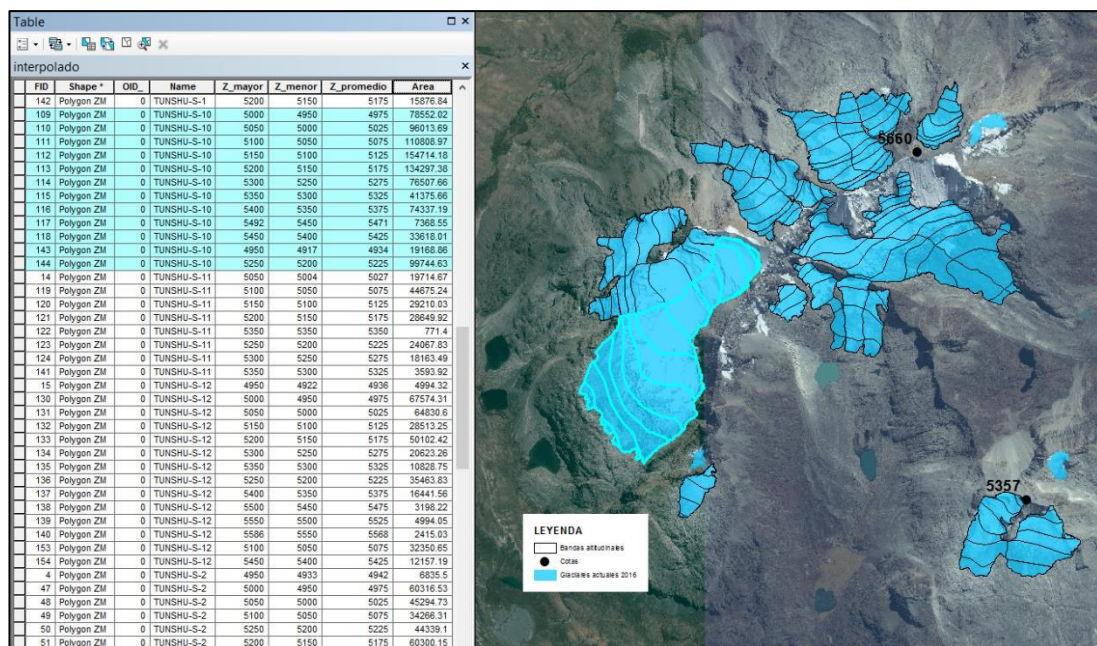 Table
interpolado
FID Shape * OID_ Name Z_mayor Z_menor Z_promedio Area
142 Polygon ZM 0 TUNSHU-S-1 5200 5150 5175 15876.84
109 Polygon ZM 0 TUNSHU-S-10 5000 4950 4975 78552.02
110 Polygon ZM 0 TUNSHU-S-10 5050 5000 5025 96013.69
111 Polygon ZM 0 TUNSHU-S-10 5100 5050 5075 110808.97
112 Polygon ZM 0 TUNSHU-S-10 5150 5100 5125 154714.18
113 Polygon ZM 0 TUNSHU-S-10 5200 5150 5175 134297.38
114 Polygon ZM 0 TUNSHU-S-10 5300 5250 5275 76507.66
115 Polygon ZM 0 TUNSHU-S-10 5350 5300 5325 41375.66
116 Polygon ZM 0 TUNSHU-S-10 5400 5350 5375 74337.19
117 Polygon ZM 0 TUNSHU-S-10 5492 5450 5471 7368.55
118 Polygon ZM 0 TUNSHU-S-10 5450 5400 5425 33618.01
143 Polygon ZM 0 TUNSHU-S-10 4950 4917 4934 19168.86
144 Polygon ZM 0 TUNSHU-S-10 5250 5200 5225 99744.63
14 Polygon ZM 0 TUNSHU-S-11 5050 5004 5027 19714.67
119 Polygon ZM 0 TUNSHU-S-11 5100 5050 5075 44675.24
120 Polygon ZM 0 TUNSHU-S-11 5150 5100 5125 29210.03
121 Polygon ZM 0 TUNSHU-S-11 5200 5150 5175 28649.92
122 Polygon ZM 0 TUNSHU-S-11 5350 5350 5350 771.4
123 Polygon ZM 0 TUNSHU-S-11 5250 5200 5225 24067.83
124 Polygon ZM 0 TUNSHU-S-11 5300 5250 5275 18163.49
141 Polygon ZM 0 TUNSHU-S-11 5350 5300 5325 3593.92
15 Polygon ZM 0 TUNSHU-S-12 4950 4922 4936 4994.32
130 Polygon ZM 0 TUNSHU-S-12 5000 4950 4975 67574.31
131 Polygon ZM 0 TUNSHU-S-12 5050 5000 5025 64830.6
132 Polygon ZM 0 TUNSHU-S-12 5150 5100 5125 28513.25
133 Polygon ZM 0 TUNSHU-S-12 5200 5150 5175 50102.42
134 Polygon ZM 0 TUNSHU-S-12 5300 5250 5275 20623.26
135 Polygon ZM 0 TUNSHU-S-12 5350 5300 5325 10828.75
136 Polygon ZM 0 TUNSHU-S-12 5250 5200 5225 35463.83
137 Polygon ZM 0 TUNSHU-S-12 5400 5350 5375 16441.56
138 Polygon ZM 0 TUNSHU-S-12 5500 5450 5475 3198.22
139 Polygon ZM 0 TUNSHU-S-12 5550 5500 5525 4994.05
140 Polygon ZM 0 TUNSHU-S-12 5586 5550 5568 2415.03
153 Polygon ZM 0 TUNSHU-S-12 5100 5050 5075 32350.65
154 Polygon ZM 0 TUNSHU-S-12 5450 5400 5425 12157.19
4 Polygon ZM 0 TUNSHU-S-2 4950 4933 4942 6835.5
47 Polygon ZM 0 TUNSHU-S-2 5000 4950 4975 60316.53
48 Polygon ZM 0 TUNSHU-S-2 5050 5000 5025 45294.73
49 Polygon ZM 0 TUNSHU-S-2 5100 5050 5075 34266.31
50 Polygon ZM 0 TUNSHU-S-2 5250 5200 5225 44339.1
51 Polygon ZM 0 TUNSHU-S-2 5200 5150 5175 60300.15
5660
5357
LEYENDA
Bandas altitudinales
Cotas
Glaciares actuales 2016